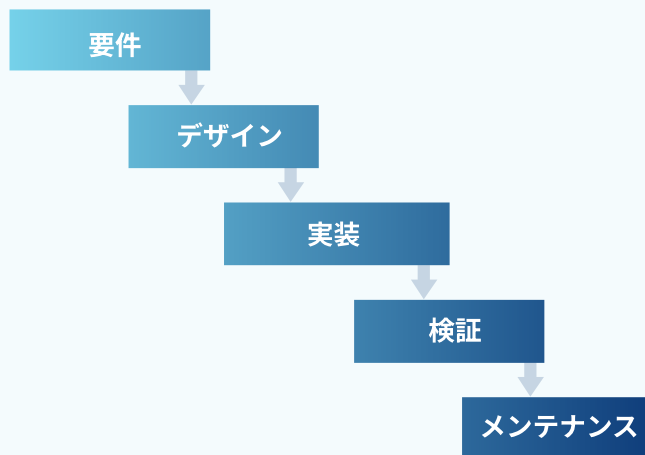 要件
デザイン
実装
検証
メンテナンス